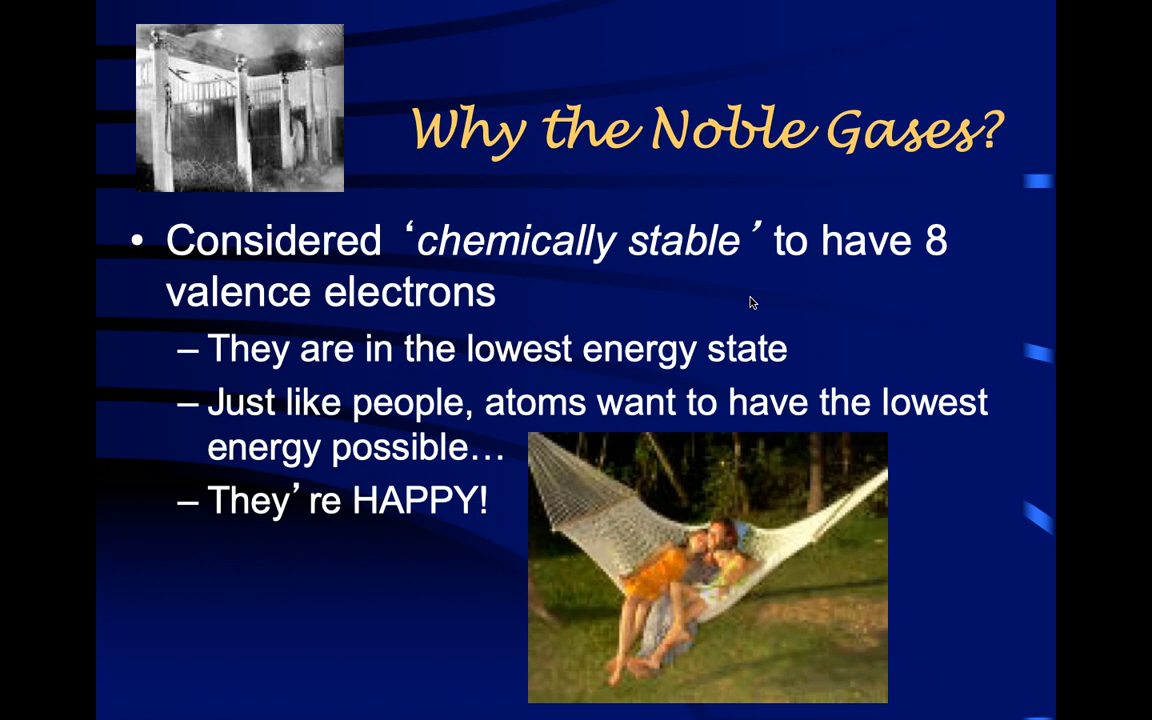 Why the Noble Gases?
• Considered ‘chemically stable’ to have 8
valence electrons
– They are in the lowest energy state
– Just like people, atoms want to have the lowest
energy possible…
– They’re HAPPY!